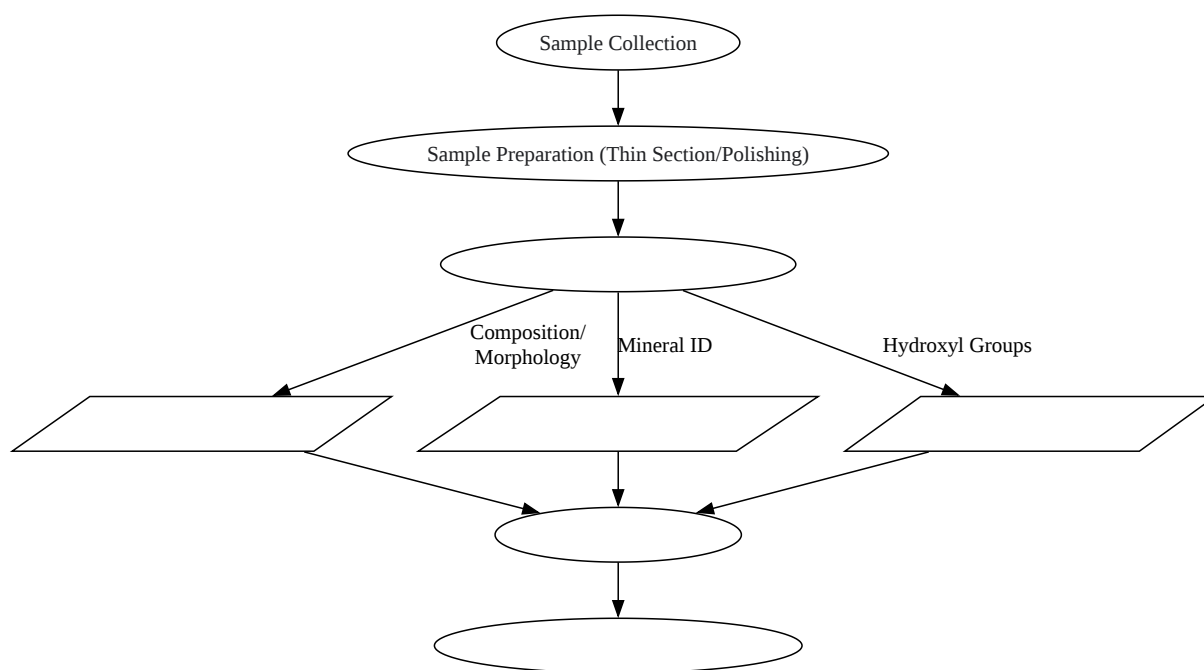 Sample Collection
Sample Preparation (Thin Section/Polishing)
Composition/
Morphology
Mineral ID
Hydroxyl Groups